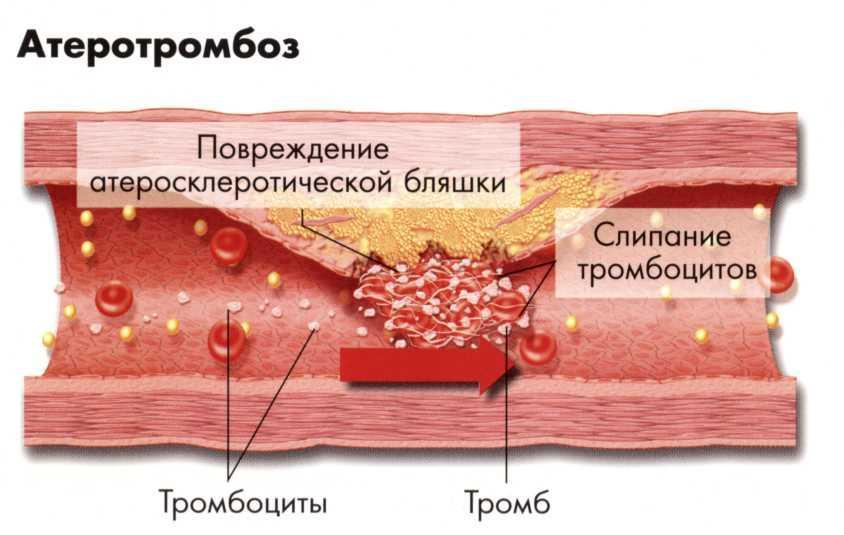 Атеротромбоз
Повреждение
атеросклеротической бляшки
Слипание
тромбоцитов
Тромбоциты
Тромб